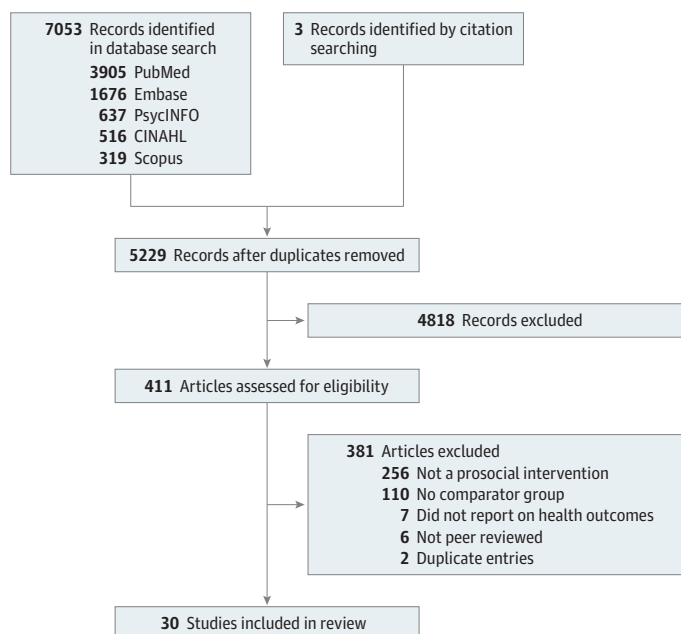 7053 Records identified
in database search
3905 PubMed
1676 Embase
637 PsycINFO
516 CINAHL
319 Scopus
3 Records identified by citation
searching
5229 Records after duplicates removed
4818 Records excluded
411 Articles assessed for eligibility
381 Articles excluded
256 Not a prosocial intervention
110 No comparator group
7 Did not report on health outcomes
6 Not peer reviewed
2 Duplicate entries
30 Studies included in review